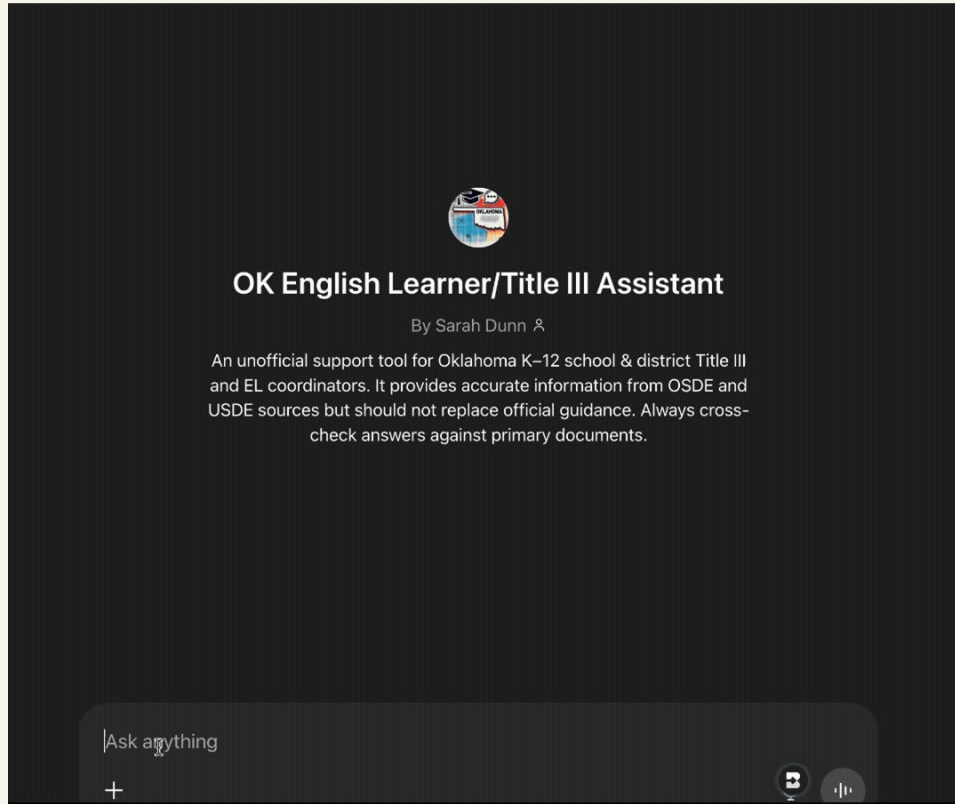 OKLAHOMA
OK English Learner/Title III Assistant
By Sarah Dunn
An unofficial support tool for Oklahoma K–12 school & district Title III
and EL coordinators. It provides accurate information from OSDE and
USDE sources but should not replace official guidance. Always cross-
check answers against primary documents.
Ask anything